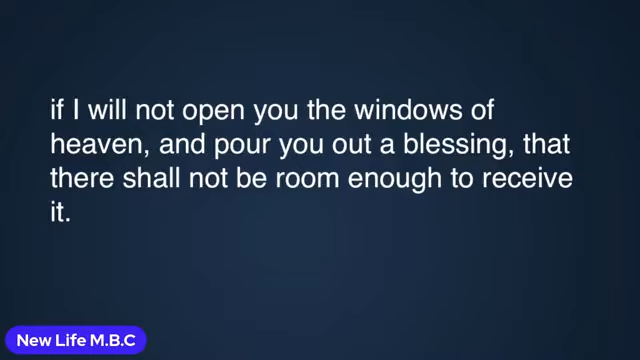 if I will not open you the windows of
heaven, and pour you out a blessing, that
there shall not be room enough to receive
it.
New Life M.B.C